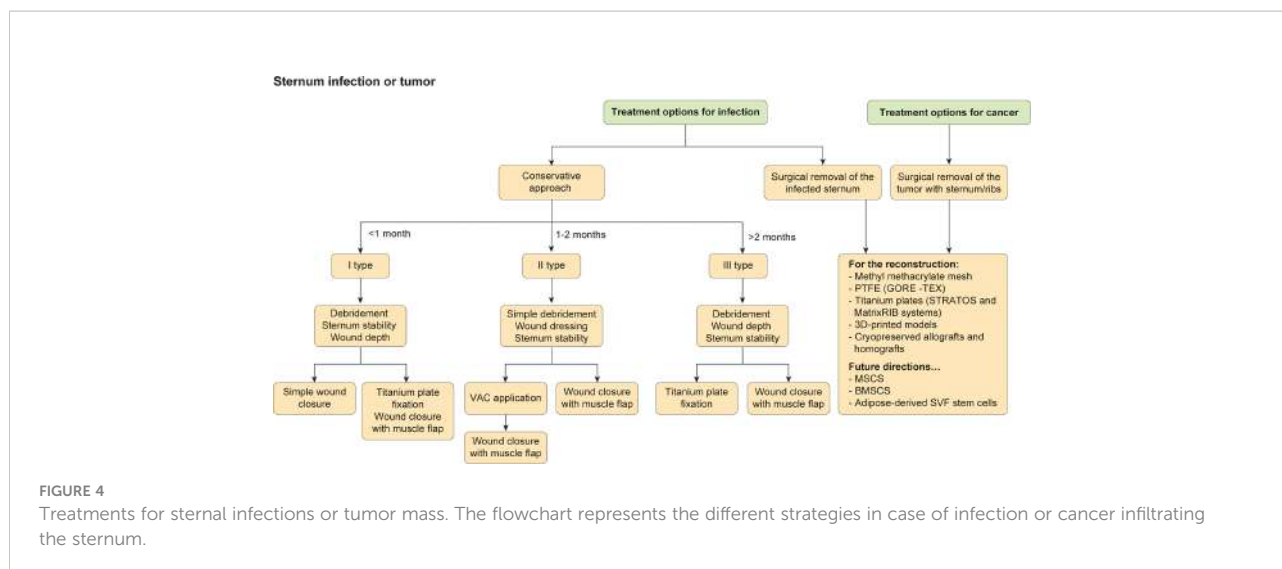 Sternum infection or tumor
Treatment options for infection
Treatment options for cancer
Conservative
approach
Surgical removal of the
infected sternum
Surgical removal of the
tumor with sternum/ribs
<1 month
1-2 months
>2 months
I type
II type
III type
Debridement
Sternum stability
Wound depth
Simple debridement
Wound dressing
Sternum stability
Debridement
Wound depth
Sternum stability
Simple wound
closure
Titanium plate
fixation
Wound closure
with muscle flap
VAC application
Wound closure
with muscle flap
Wound closure
with muscle flap
Titanium plate
fixation
Wound closure
with muscle flap
For the reconstruction:
- Methyl methacrylate mesh
- PTFE (GORE -TEX)
- Titanium plates (STRATOS and
MatrixRIB systems)
- 3D-printed models
- Cryopreserved allografts and
homografts
Future directions...
- MSCS
- BMSCS
- Adipose-derived SVF stem cells
FIGURE 4
Treatments for sternal infections or tumor mass. The flowchart represents the different strategies in case of infection or cancer infiltrating
the sternum.